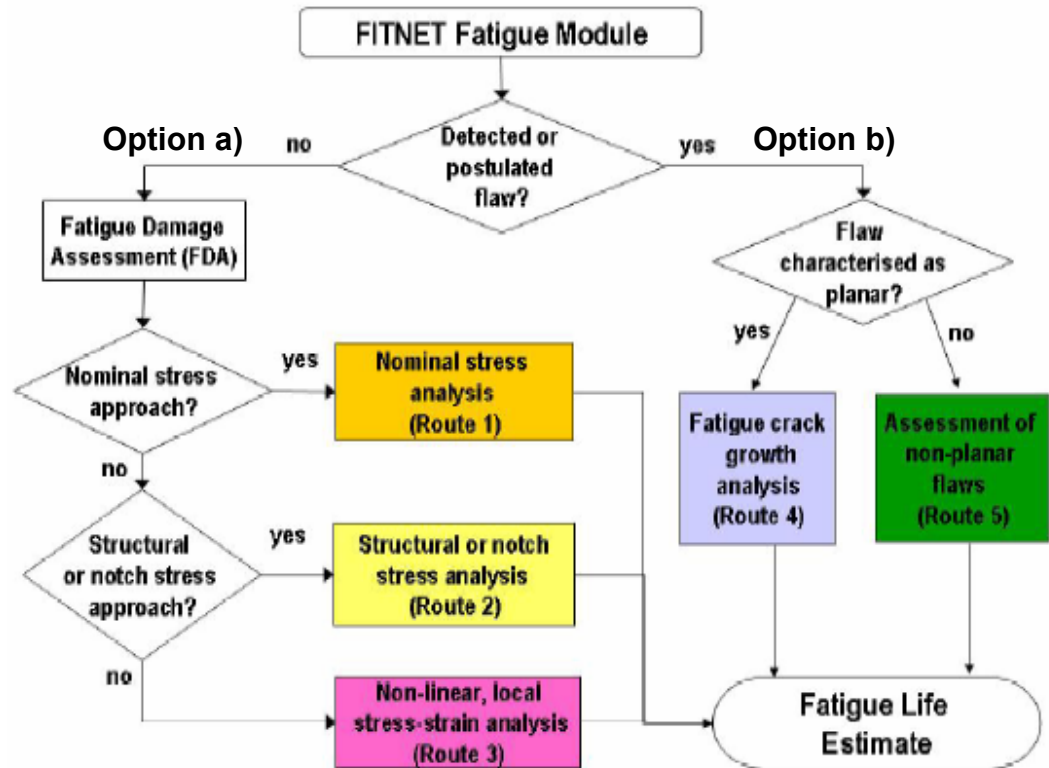 FITNET Fatigue Module
Option a)
no
Detected or
postulated
flaw?
yes
Option b)
Fatigue Damage
Assessment (FDA)
Flaw
characterised as
planar?
yes
no
Nominal stress
approach?
yes
Nominal stress
analysis
(Route 1)
Fatigue crack
growth
analysis
(Route 4)
Assessment of
non-planar
flaws
(Route 5)
no
Structural
or notch stress
approach?
yes
Structural or notch
stress analysis
(Route 2)
no
Non-linear, local
stress-strain analysis
(Route 3)
Fatigue Life
Estimate